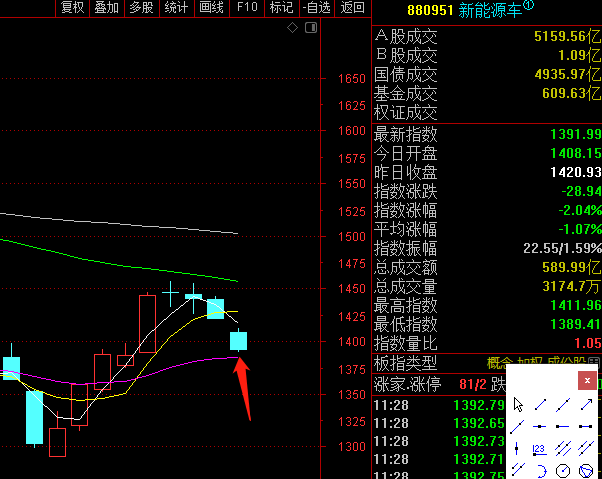 复权 叠加 多股 统计 画线 F10 标记 -自选 返回
880951 新能源车①
A股成交 5159.56亿
B股成交 1.09亿
国债成交 4935.97亿
基金成交 609.63亿
权证成交
最新指数 1391.99
今日开盘 1408.15
昨日收盘 1420.93
指数涨跌 -28.94
指数涨幅 -2.04%
平均涨幅 -1.07%
指数振幅 22.55/1.59%
总成交额 589.99亿
总成交量 3174.7万
最高指数 1411.96
最低指数 1389.41
指数量比 1.05
板指类型 概念 加权 成份股
涨家.涨停 81/2 跌
11:28 1392.79
11:28 1392.65
11:28 1392.73
11:28 1392.71
11:28 1392.75
1650
1625
1600
1575
1550
1525
1500
1475
1450
1425
1400
1375
1350
1325
1300
x
123